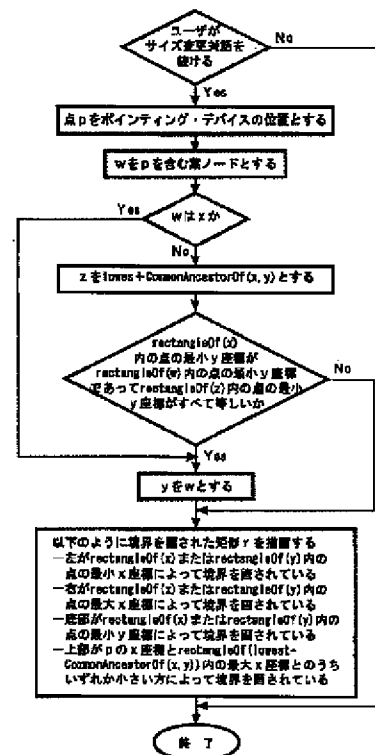 ユーザが
サイズ変更対話を
続ける
No
Yes
点pをポインティング・デバイスの位置とする
wをpを含む葉ノードとする
Yes
wはxか
No
zをlowes+CommonAncestorOf(x,y)とする
rectangleOf(x)
内の点の最小y座標が
rectangleOf(w)内の点の最小y座標
であってrectangleOf(z)内の点の最小
y座標がすべて等しいか
No
Yes
yをwとする
以下のように境界を画された矩形rを描画する
—左がrectangleOf(x)またはrectangleOf(y)内の
点の最小x座標によって境界を画されている
—右がrectangleOf(x)またはrectangleOf(y)内の
点の最大x座標によって境界を画されている
—底部がrectangleOf(x)またはrectangleOf(y)内の
点の最小y座標によって境界を画されている
—上部がpのx座標とrectangleOf(lowest-
CommonAncestorOf(x,y))内の最大x座標とのうち
いずれか小さい方によって境界を画されている
終了